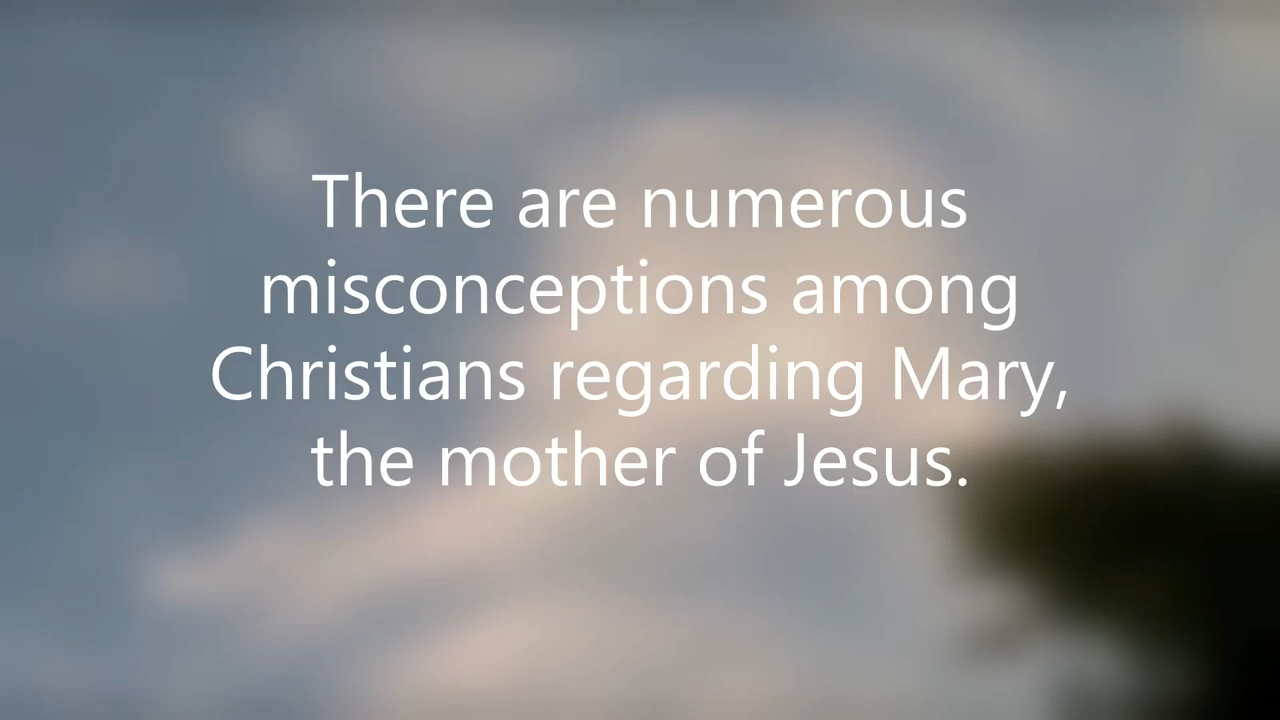 There are numerous
misconceptions among
Christians regarding Mary,
the mother of Jesus.